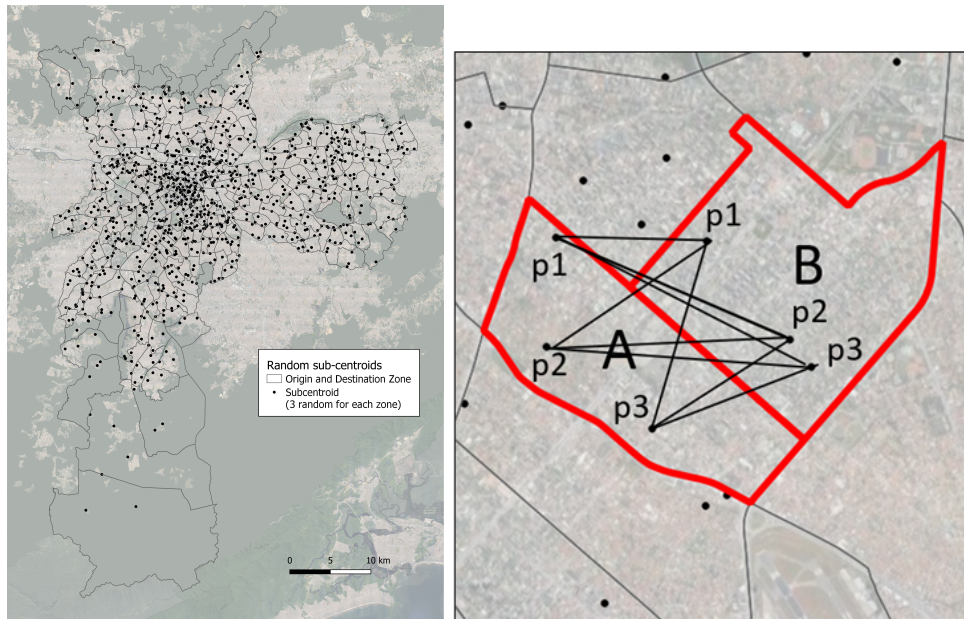 Random sub-centroids
Origin and Destination Zone
Subcentroid
(3 random for each zone)
0 5 10 km
p1
p1
B
p2
A
p3
p2
p3